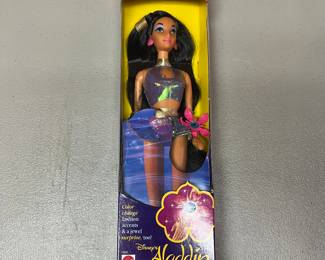 Color
change
fashion
accents
& a jewel
surprise, too!
Disney's
Aladdin